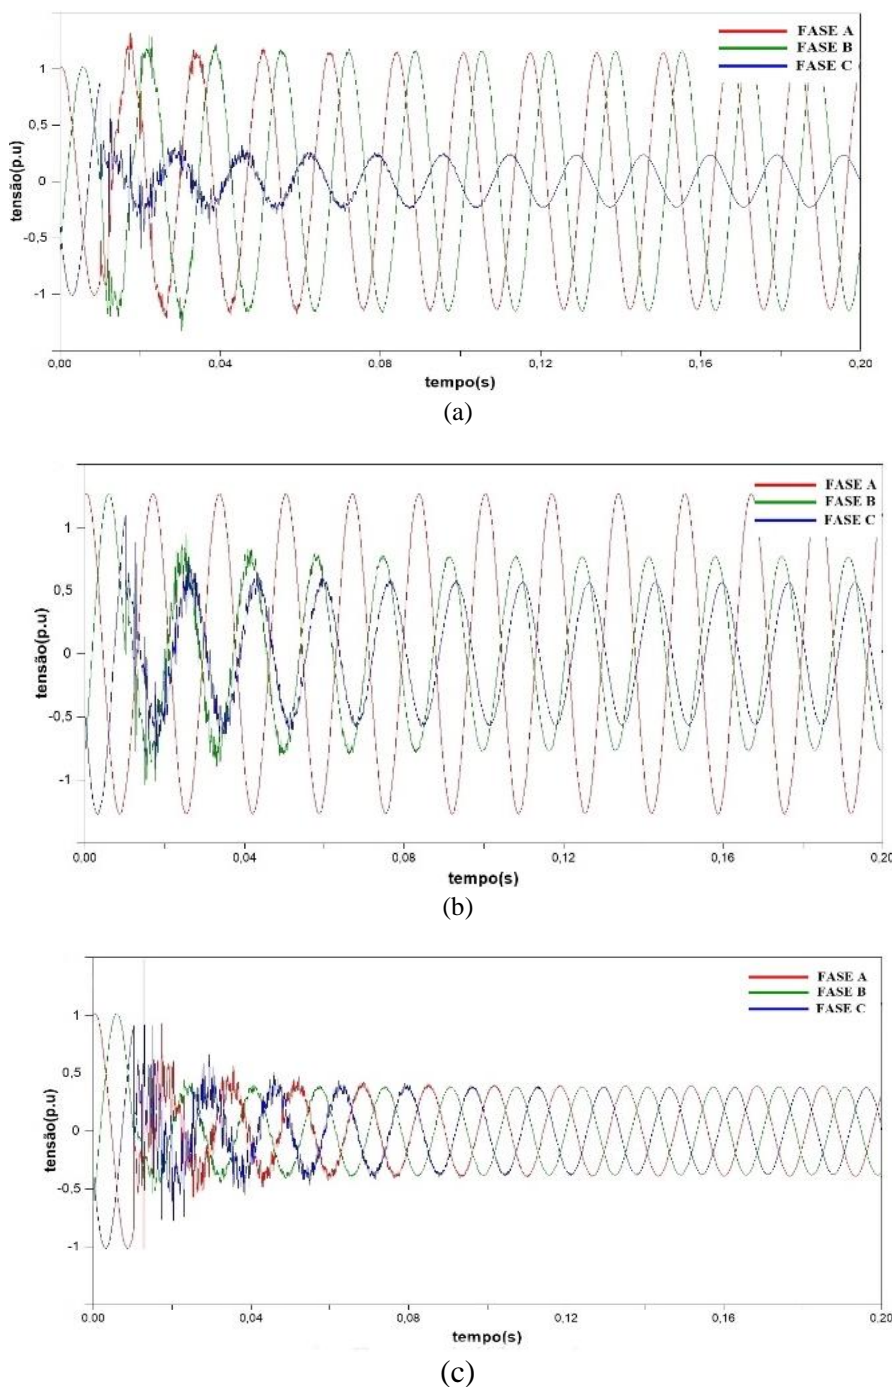 FASE A
FASE B
FASE C
1
0,5
0
-0,5
-1
tensão(p.u)
0,00
0,04
0,08
0,12
0,16
0,20
tempo(s)
(a)
FASE A
FASE B
FASE C
1
0,5
0
-0,5
-1
tensão(p.u)
0,00
0,04
0,08
0,12
0,16
0,20
tempo(s)
(b)
FASE A
FASE B
FASE C
1
0,5
0
-0,5
-1
tensão(p.u)
0,00
0,04
0,08
0,12
0,16
0,20
tempo(s)
(c)